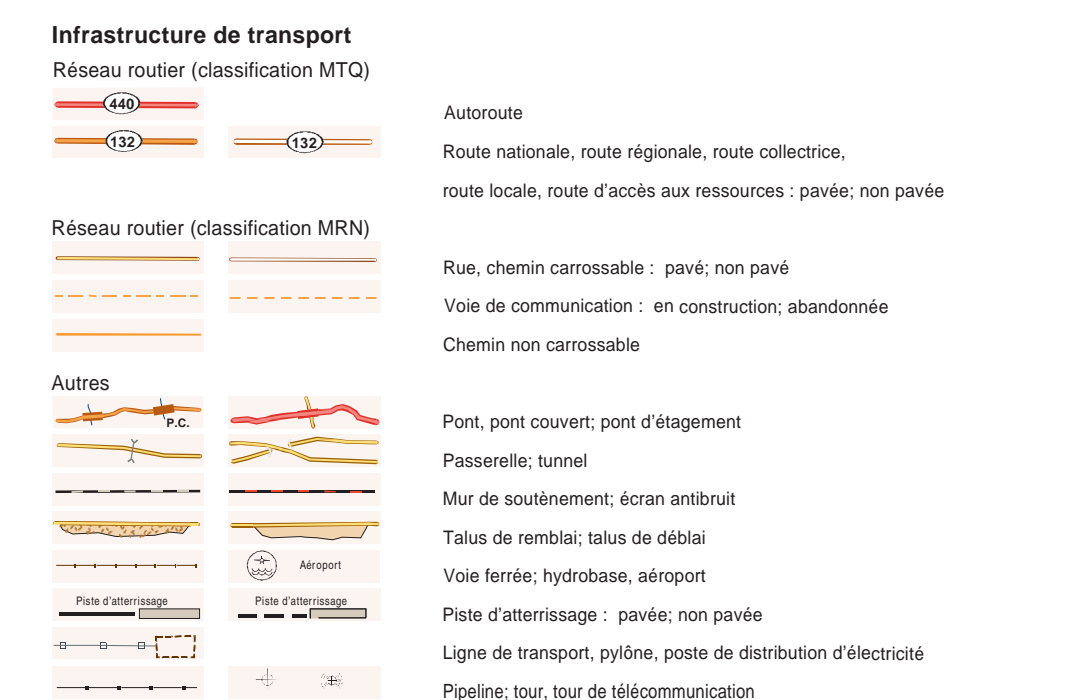 Infrastructure de transport
Réseau routier (classification MTQ)
440
Autoroute
132 132
Route nationale, route régionale, route collectrice,
route locale, route d'accès aux ressources : pavée; non pavée
Réseau routier (classification MRN)
Rue, chemin carrossable : pavé; non pavé
Voie de communication : en construction; abandonnée
Chemin non carrossable
Autres
P.C.
Pont, pont couvert; pont d'étagement
Passerelle; tunnel
Mur de soutènement; écran antibruit
Talus de remblai; talus de déblai
Aéroport
Voie ferrée; hydrobase, aéroport
Piste d'atterrissage Piste d'atterrissage
Piste d'atterrissage : pavée; non pavée
Ligne de transport, pylône, poste de distribution d'électricité
Pipeline; tour, tour de télécommunication